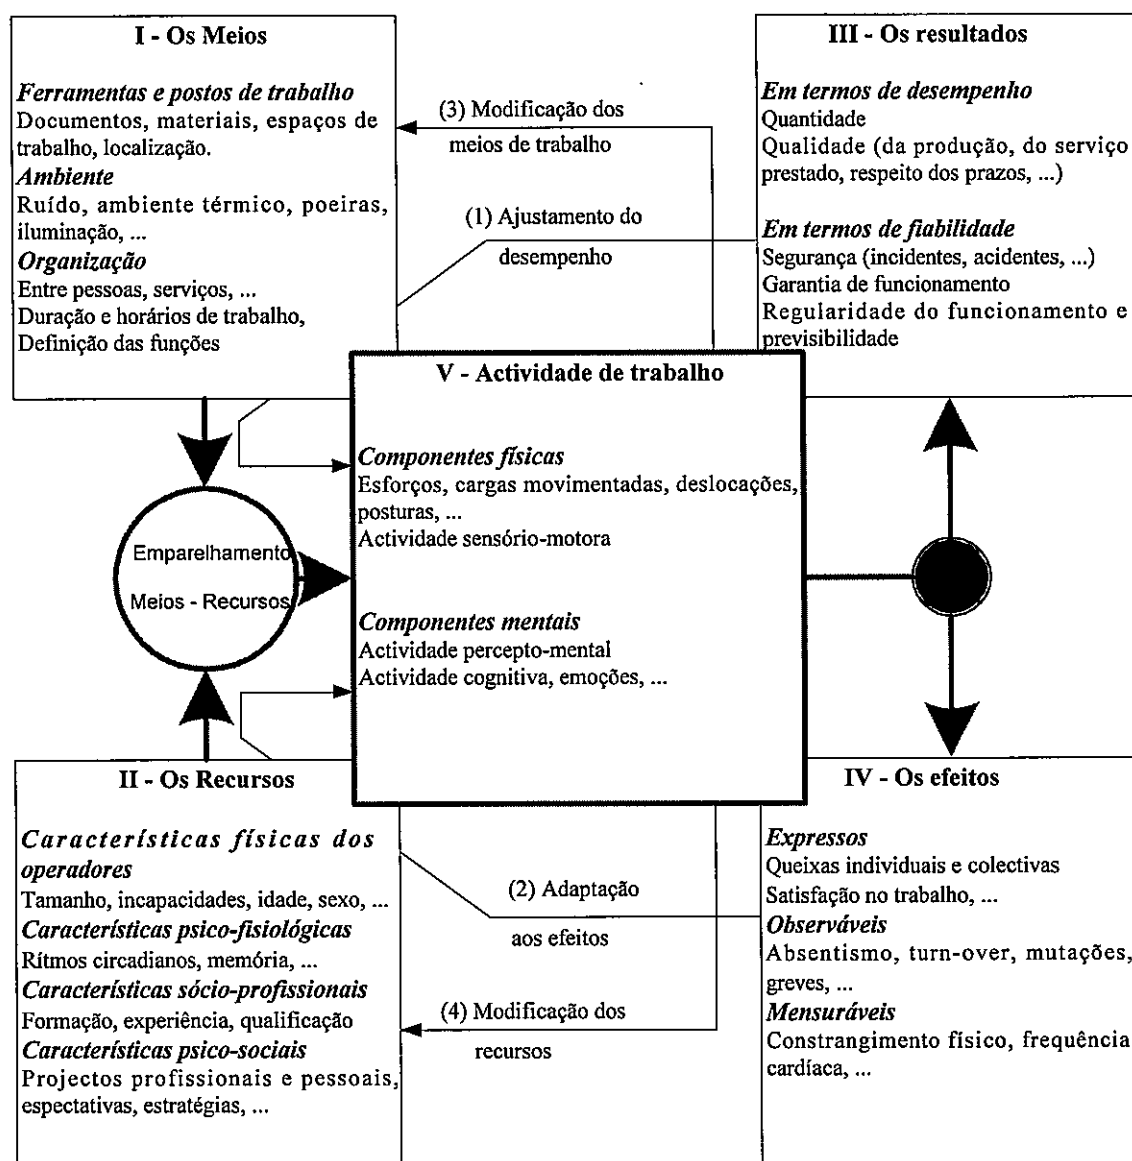 I - Os Meios
Ferramentas e postos de trabalho
Documentos, materiais, espaços de
trabalho, localização.
Ambiente
Ruído, ambiente térmico, poeiras,
iluminação, ...
Organização
Entre pessoas, serviços, ...
Duração e horários de trabalho,
Definição das funções
(3) Modificação dos
meios de trabalho
(1) Ajustamento do
desempenho
III - Os resultados
Em termos de desempenho
Quantidade
Qualidade (da produção, do serviço
prestado, respeito dos prazos, ...)
Em termos de fiabilidade
Segurança (incidentes, acidentes, ...)
Garantia de funcionamento
Regularidade do funcionamento e
previsibilidade
Emparelhamento
Meios - Recursos
V - Actividade de trabalho
Componentes físicas
Esforços, cargas movimentadas, deslocações,
posturas, ...
Actividade sensório-motora
Componentes mentais
Actividade percepto-mental
Actividade cognitiva, emoções, ...
II - Os Recursos
Características físicas dos
operadores
Tamanho, incapacidades, idade, sexo, ...
Características psico-fisiológicas
Rítmos circadianos, memória, ...
Características sócio-profissionais
Formação, experiência, qualificação
Características psico-sociais
Projectos profissionais e pessoais,
espectativas, estratégias, ...
(2) Adaptação
aos efeitos
(4) Modificação dos
recursos
IV - Os efeitos
Expressos
Queixas individuais e colectivas
Satisfação no trabalho, ...
Observáveis
Absentismo, turn-over, mutações,
greves, ...
Mensuráveis
Constrangimento físico, frequência
cardíaca, ...